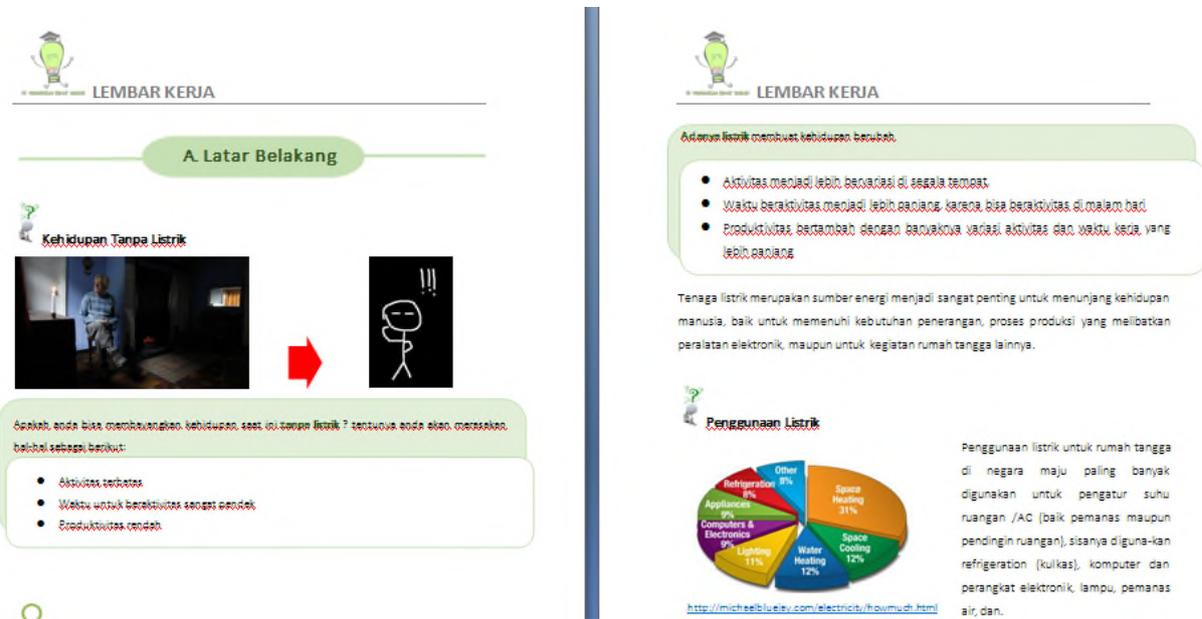 LEMBAR KERJA
A. Latar Belakang
Kehidupan Tanpa Listrik
!!!
Apakah anda bisa membayangkan kehidupan saat ini tanpa listrik ? tentunya anda akan merasakan
hal-hal sebagai berikut:
● Aktivitas terbatas
● Waktu untuk beraktivitas sangat pendek
● Produktivitas rendah
LEMBAR KERJA
Adanya listrik membuat kehidupan berubah.
● Aktivitas menjadi lebih bervariasi di segala tempat.
● Waktu beraktivitas menjadi lebih panjang, karena bisa beraktivitas di malam hari
● Produktivitas bertambah dengan banyaknya variasi aktivitas dan waktu kerja yang
lebih panjang
Tenaga listrik merupakan sumber energi menjadi sangat penting untuk menunjang kehidupan
manusia, baik untuk memenuhi kebutuhan penerangan, proses produksi yang melibatkan
peralatan elektronik, maupun untuk kegiatan rumah tangga lainnya.
Penggunaan Listrik
Other
8%
Refrigeration
8%
Appliances
9%
Computers &
Electronics
9%
Lighting
11%
Water
Heating
12%
Space
Cooling
12%
Space
Heating
31%
http://michaelbluejay.com/electricity/howmuch.html
Penggunaan listrik untuk rumah tangga
di negara maju paling banyak
digunakan untuk pengatur suhu
ruangan /AC (baik pemanas maupun
pendingin ruangan), sisanya diguna-kan
refrigeration (kulkas), komputer dan
perangkat elektronik, lampu, pemanas
air, dan.